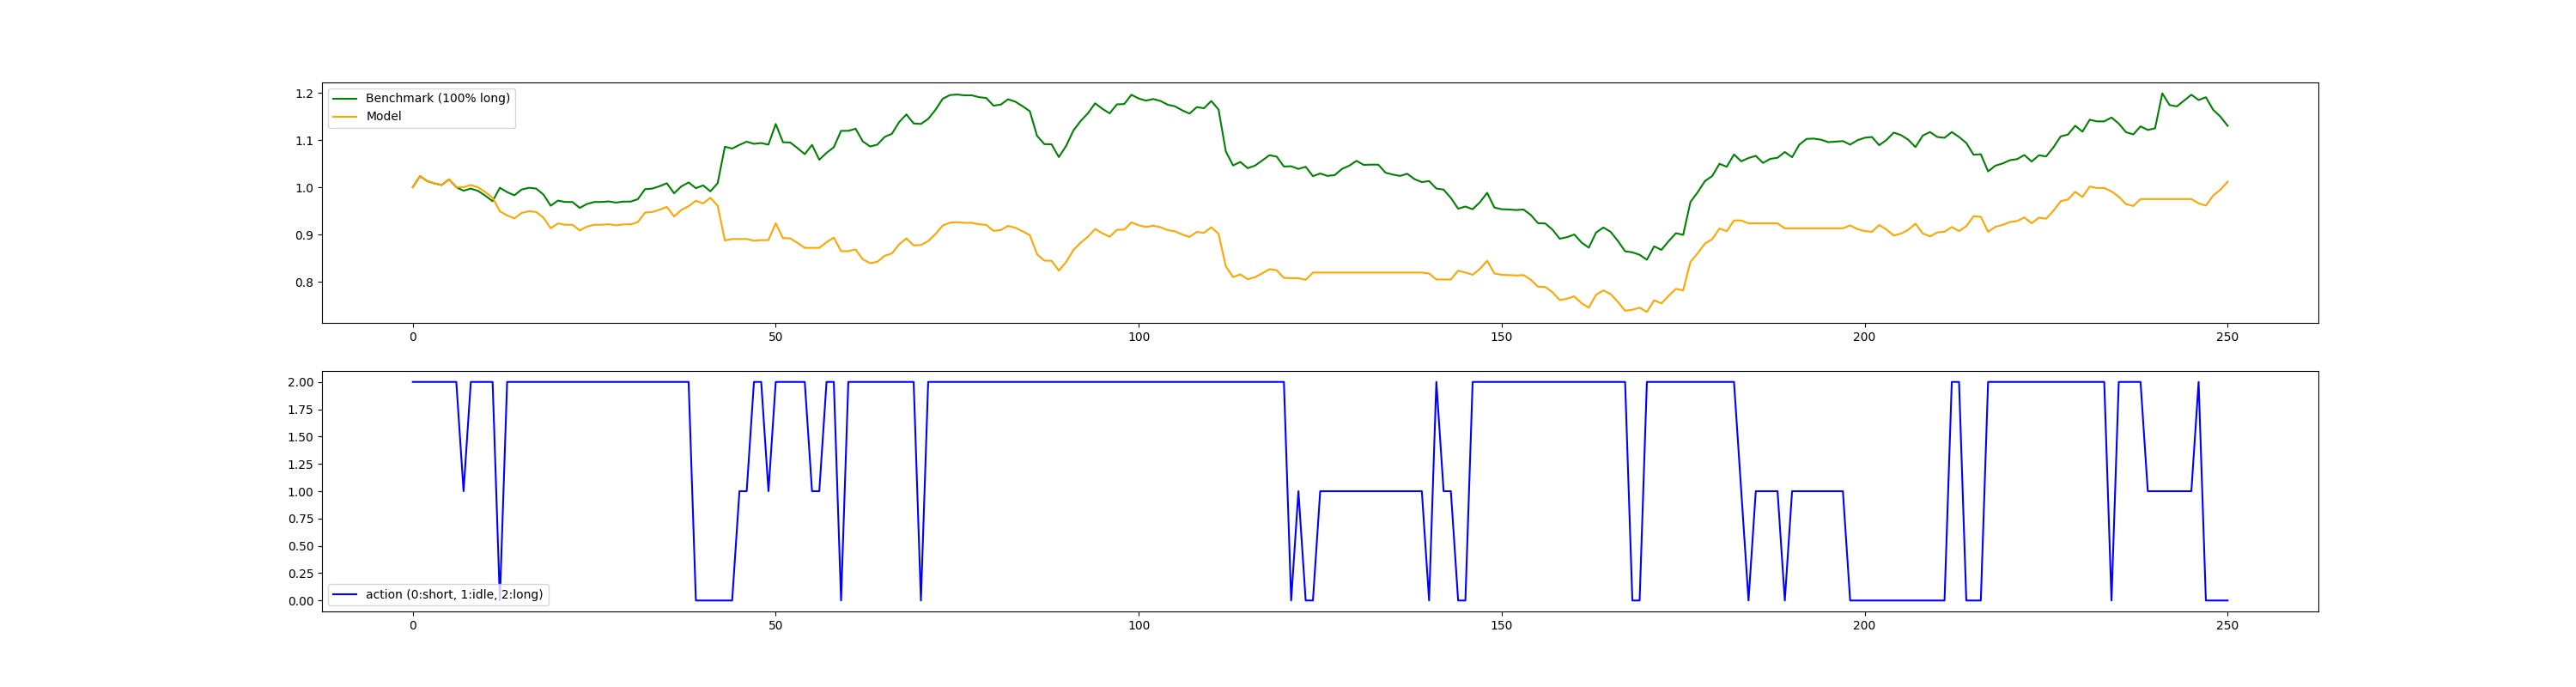 1.2
1.1
1.0
0.9
0.8
Benchmark (100% long)
Model
0 50 100 150 200 250
2.00
1.75
1.50
1.25
1.00
0.75
0.50
0.25
0.00
action (0:short, 1:idle, 2:long)
0 50 100 150 200 250